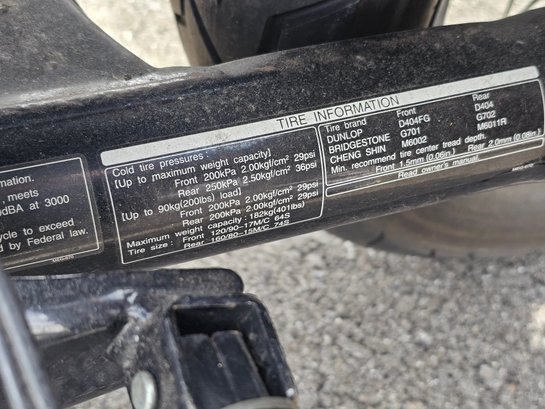 TIRE INFORMATION
Cold tire pressures:
[Up to maximum weight capacity]
Front 200kPa 2.00kgf/cm² 29psi
Rear 250kPa 2.50kgf/cm² 36psi
[Up to 90kg(200lbs) load]
Front 200kPa 2.00kgf/cm² 29psi
Rear 200kPa 2.00kgf/cm² 29psi
Maximum weight capacity : 182kg(401lbs)
Tire size : Front 120/90-17M/C 64S
Rear 160/80-15M/C 74S
Tire brand Front Rear
DUNLOP D404FG D404
BRIDGESTONE G701 G702
CHENG SHIN M6002 M6011R
Min. recommend tire center tread depth.
Front 1.5mm (0.06in) Rear 2.0mm (0.08in)
Read owner's manual.
rmation.
, meets
dBA at 3000
ycle to exceed
d by Federal law.